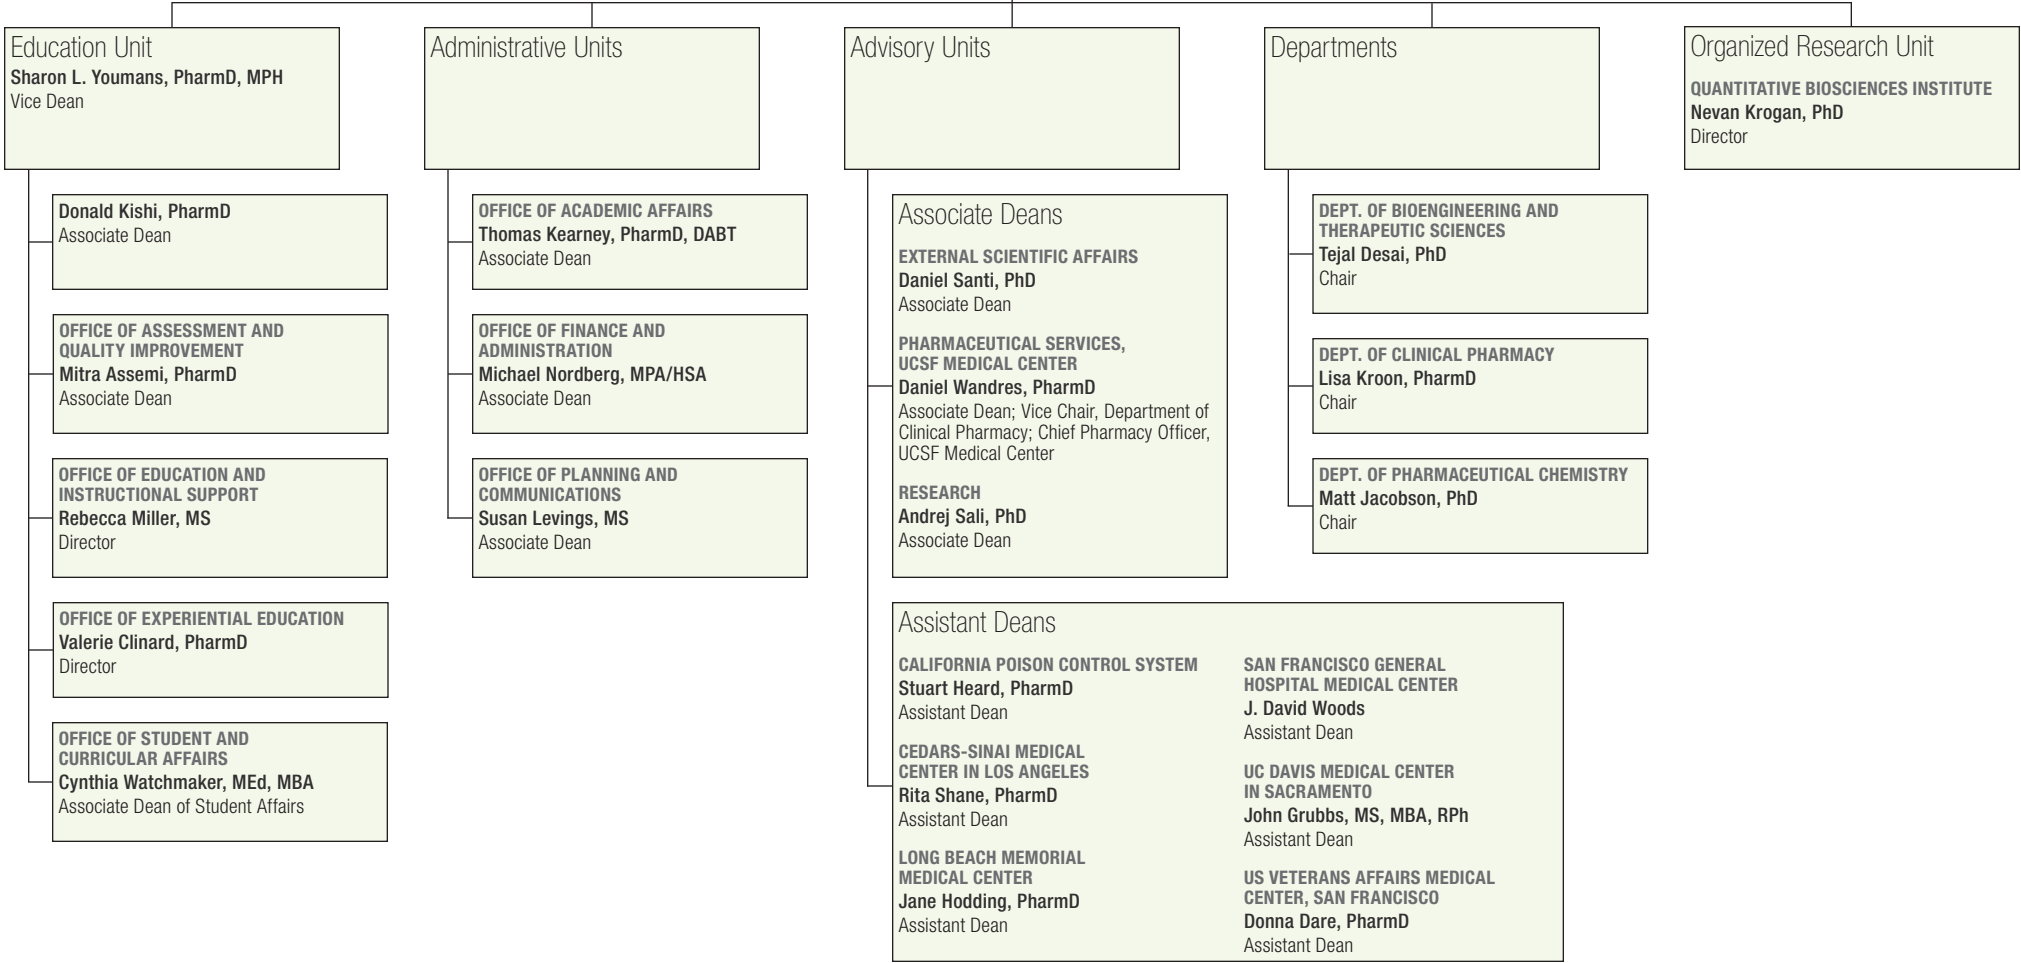 Education Unit
Sharon L. Youmans, PharmD, MPH
Vice Dean
Donald Kishi, PharmD
Associate Dean
OFFICE OF ASSESSMENT AND
QUALITY IMPROVEMENT
Mitra Assemi, PharmD
Associate Dean
OFFICE OF EDUCATION AND
INSTRUCTIONAL SUPPORT
Rebecca Miller, MS
Director
OFFICE OF EXPERIENTIAL EDUCATION
Valerie Clinard, PharmD
Director
OFFICE OF STUDENT AND
CURRICULAR AFFAIRS
Cynthia Watchmaker, MEd, MBA
Associate Dean of Student Affairs
Administrative Units
OFFICE OF ACADEMIC AFFAIRS
Thomas Kearney, PharmD, DABT
Associate Dean
OFFICE OF FINANCE AND
ADMINISTRATION
Michael Nordberg, MPA/HSA
Associate Dean
OFFICE OF PLANNING AND
COMMUNICATIONS
Susan Levings, MS
Associate Dean
Advisory Units
Associate Deans
EXTERNAL SCIENTIFIC AFFAIRS
Daniel Santi, PhD
Associate Dean
PHARMACEUTICAL SERVICES,
UCSF MEDICAL CENTER
Daniel Wandres, PharmD
Associate Dean; Vice Chair, Department of
Clinical Pharmacy; Chief Pharmacy Officer,
UCSF Medical Center
RESEARCH
Andrej Sali, PhD
Associate Dean
Assistant Deans
CALIFORNIA POISON CONTROL SYSTEM
Stuart Heard, PharmD
Assistant Dean
CEDARS-SINAI MEDICAL
CENTER IN LOS ANGELES
Rita Shane, PharmD
Assistant Dean
LONG BEACH MEMORIAL
MEDICAL CENTER
Jane Hodding, PharmD
Assistant Dean
SAN FRANCISCO GENERAL
HOSPITAL MEDICAL CENTER
J. David Woods
Assistant Dean
UC DAVIS MEDICAL CENTER
IN SACRAMENTO
John Grubbs, MS, MBA, RPh
Assistant Dean
US VETERANS AFFAIRS MEDICAL
CENTER, SAN FRANCISCO
Donna Dare, PharmD
Assistant Dean
Departments
DEPT. OF BIOENGINEERING AND
THERAPEUTIC SCIENCES
Tejal Desai, PhD
Chair
DEPT. OF CLINICAL PHARMACY
Lisa Kroon, PharmD
Chair
DEPT. OF PHARMACEUTICAL CHEMISTRY
Matt Jacobson, PhD
Chair
Organized Research Unit
QUANTITATIVE BIOSCIENCES INSTITUTE
Nevan Krogan, PhD
Director